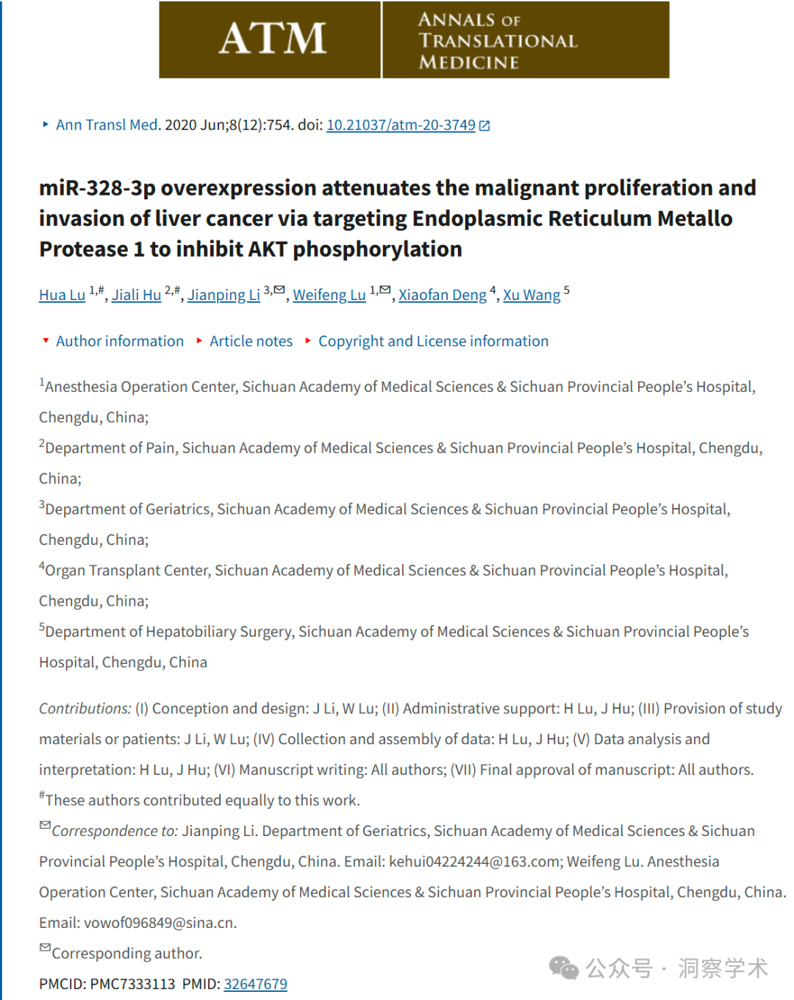 ATM
ANNALS OF
TRANSLATIONAL
MEDICINE
Ann Transl Med. 2020 Jun;8(12):754. doi: 10.21037/atm-20-3749
miR-328-3p overexpression attenuates the malignant proliferation and
invasion of liver cancer via targeting Endoplasmic Reticulum Metallo
Protease 1 to inhibit AKT phosphorylation
Hua Lu 1,#, Jiali Hu 2,#, Jianping Li 3,✉, Weifeng Lu 1,✉, Xiaofan Deng 4, Xu Wang 5
Author information Article notes Copyright and License information
1Anesthesia Operation Center, Sichuan Academy of Medical Sciences & Sichuan Provincial People’s Hospital,
Chengdu, China;
2Department of Pain, Sichuan Academy of Medical Sciences & Sichuan Provincial People’s Hospital, Chengdu,
China;
3Department of Geriatrics, Sichuan Academy of Medical Sciences & Sichuan Provincial People’s Hospital,
Chengdu, China;
4Organ Transplant Center, Sichuan Academy of Medical Sciences & Sichuan Provincial People’s Hospital,
Chengdu, China;
5Department of Hepatobiliary Surgery, Sichuan Academy of Medical Sciences & Sichuan Provincial People’s
Hospital, Chengdu, China
Contributions: (I) Conception and design: J Li, W Lu; (II) Administrative support: H Lu, J Hu; (III) Provision of study
materials or patients: J Li, W Lu; (IV) Collection and assembly of data: H Lu, J Hu; (V) Data analysis and
interpretation: H Lu, J Hu; (VI) Manuscript writing: All authors; (VII) Final approval of manuscript: All authors.
#These authors contributed equally to this work.
✉Correspondence to: Jianping Li. Department of Geriatrics, Sichuan Academy of Medical Sciences & Sichuan
Provincial People’s Hospital, Chengdu, China. Email: kehui04224244@163.com; Weifeng Lu. Anesthesia
Operation Center, Sichuan Academy of Medical Sciences & Sichuan Provincial People’s Hospital, Chengdu, China.
Email: vowof096849@sina.cn.
✉Corresponding author.
公众号 · 洞察学术
PMCID: PMC7333113 PMID: 32647679